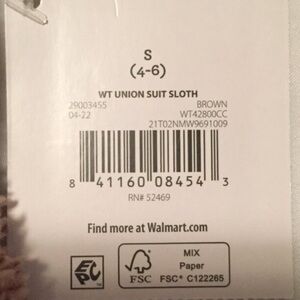 S
(4-6)
WT UNION SUIT SLOTH
29003455 BROWN
04-22 WT42800CC
21T02NMW9691009
8 41160 08454 3
RN# 52469
Find more at Walmart.com
EPC
FSC
MIX
Paper
FSC® C122265